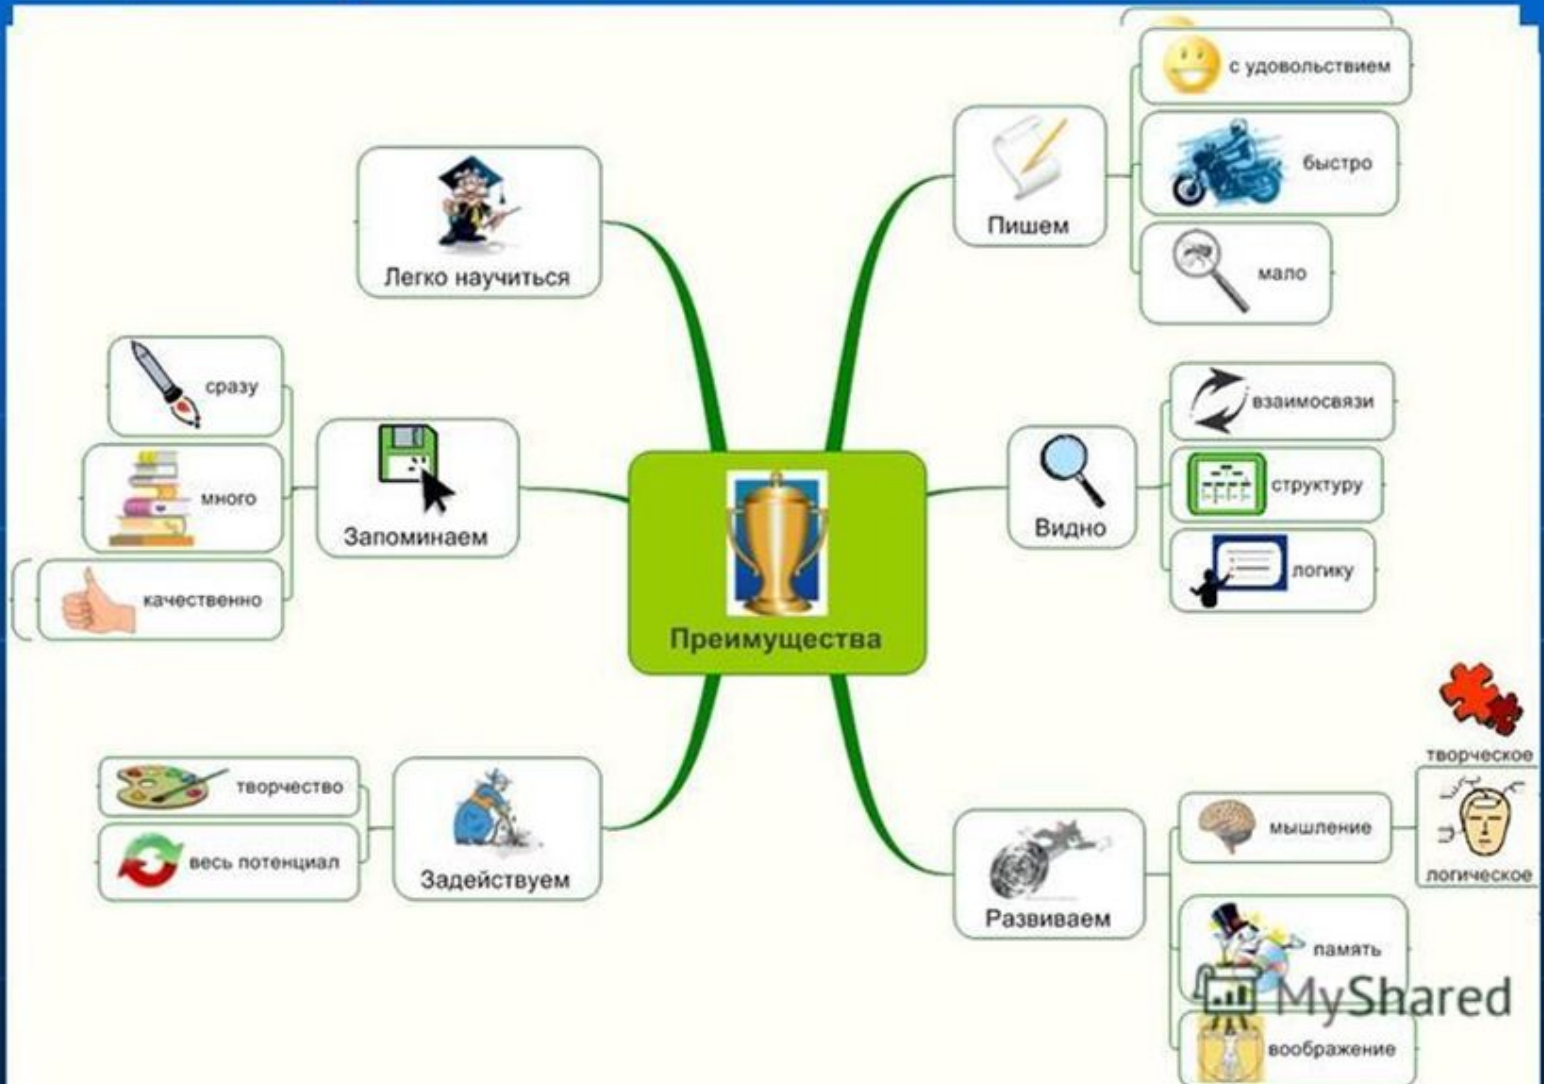 с удовольствием
быстро
Пишем
мало
Легко научиться
сразу
много
качественно
Запоминаем
взаимосвязи
структуру
логику
Видно
Преимущества
творчество
весь потенциал
Задействуем
творческое
мышление
логическое
Развиваем
память
воображение
MyShared